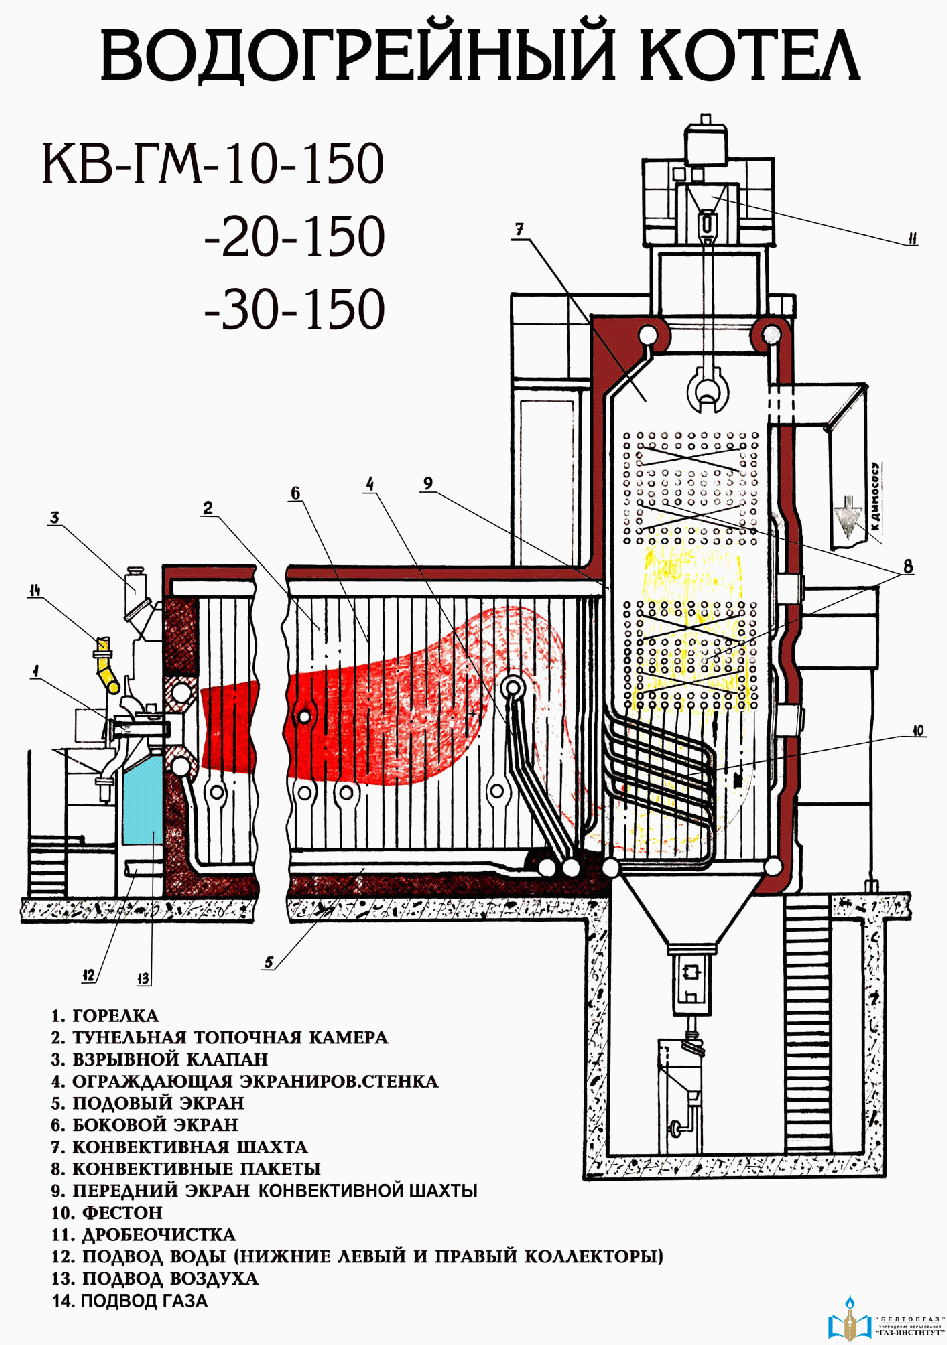 ВОДОГРЕЙНЫЙ КОТЕЛ
КВ-ГМ-10-150
-20-150
-30-150
11
7
9
4
6
2
3
14
1
К ДЫМОСОСУ
8
10
12
13
5
1. ГОРЕЛКА
2. ТУНЕЛЬНАЯ ТОПОЧНАЯ КАМЕРА
3. ВЗРЫВНОЙ КЛАПАН
4. ОГРАЖДАЮЩАЯ ЭКРАНИРОВ.СТЕНКА
5. ПОДОВЫЙ ЭКРАН
6. БОКОВОЙ ЭКРАН
7. КОНВЕКТИВНАЯ ШАХТА
8. КОНВЕКТИВНЫЕ ПАКЕТЫ
9. ПЕРЕДНИЙ ЭКРАН КОНВЕКТИВНОЙ ШАХТЫ
10. ФЕСТОН
11. ДРОБЕОЧИСТКА
12. ПОДВОД ВОДЫ (НИЖНИЕ ЛЕВЫЙ И ПРАВЫЙ КОЛЛЕКТОРЫ)
13. ПОДВОД ВОЗДУХА
14. ПОДВОД ГАЗА
"БЕЛТОПГАЗ"
УЧРЕЖДЕНИЕ ОБРАЗОВАНИЯ
"ГАЗ-ИНСТИТУТ"